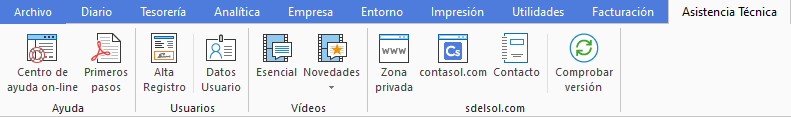 Archivo Diario Tesorería Analítica Empresa Entorno Impresión Utilidades Facturación Asistencia Técnica
www Cs
Centro de Primeros Alta Datos Esencial Novedades Zona contasol.com Contacto Comprobar
ayuda on-line pasos Registro Usuario privada versión
Ayuda Usuarios Vídeos sdelsol.com